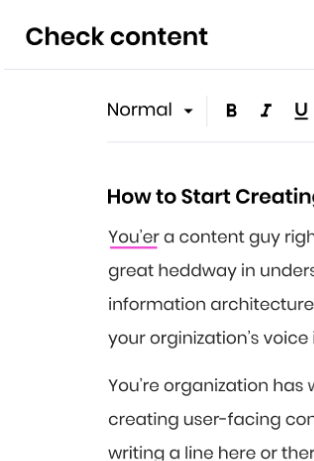 Check content
Normal B I U
How to Start Creating
You'er a content guy righ
great heddway in unders
information architecture
your orginization's voice i
You're organization has w
creating user-facing con
writing a line here or ther